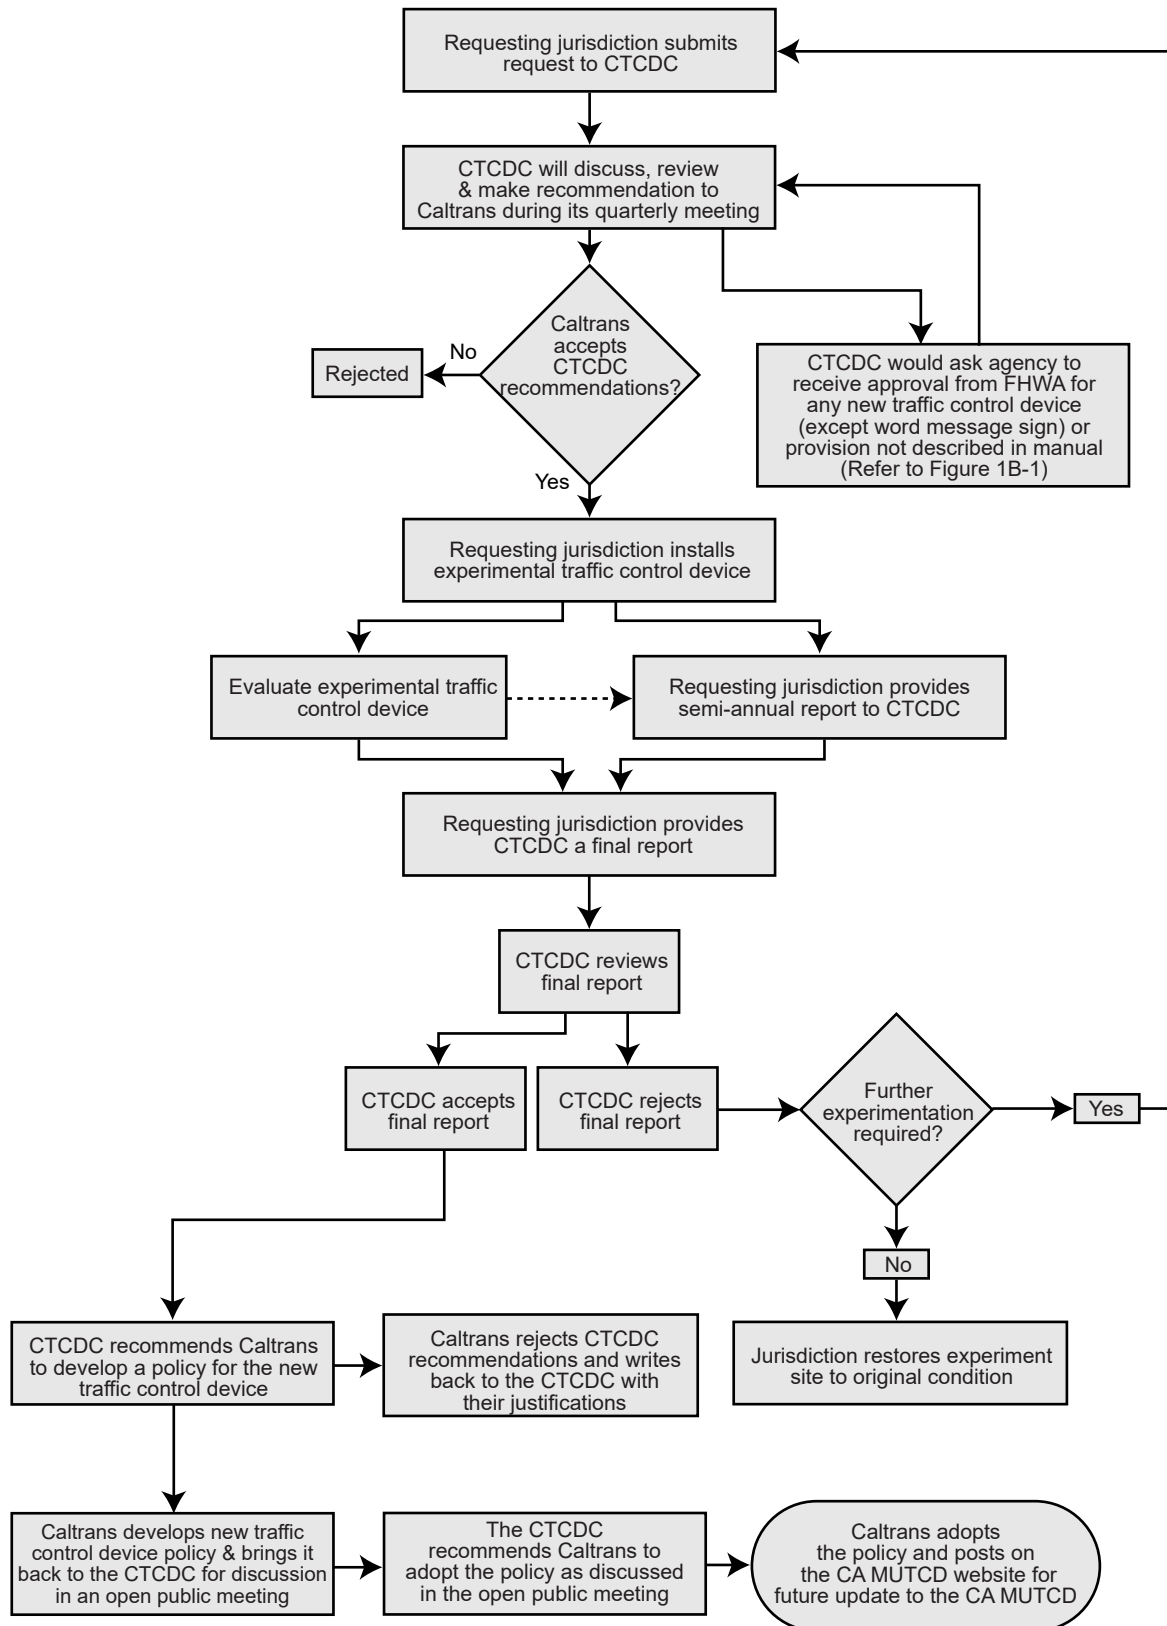 Requesting jurisdiction submits
request to CTCDC
CTCDC will discuss, review
& make recommendation to
Caltrans during its quarterly meeting
Caltrans
accepts
CTCDC
recommendations?
No
Rejected
CTCDC would ask agency to
receive approval from FHWA for
any new traffic control device
(except word message sign) or
provision not described in manual
(Refer to Figure 1B-1)
Yes
Requesting jurisdiction installs
experimental traffic control device
Evaluate experimental traffic
control device
Requesting jurisdiction provides
semi-annual report to CTCDC
Requesting jurisdiction provides
CTCDC a final report
CTCDC reviews
final report
CTCDC accepts
final report
CTCDC rejects
final report
Further
experimentation
required?
Yes
No
CTCDC recommends Caltrans
to develop a policy for the new
traffic control device
Caltrans rejects CTCDC
recommendations and writes
back to the CTCDC with
their justifications
Jurisdiction restores experiment
site to original condition
Caltrans develops new traffic
control device policy & brings it
back to the CTCDC for discussion
in an open public meeting
The CTCDC
recommends Caltrans to
adopt the policy as discussed
in the open public meeting
Caltrans adopts
the policy and posts on
the CA MUTCD website for
future update to the CA MUTCD